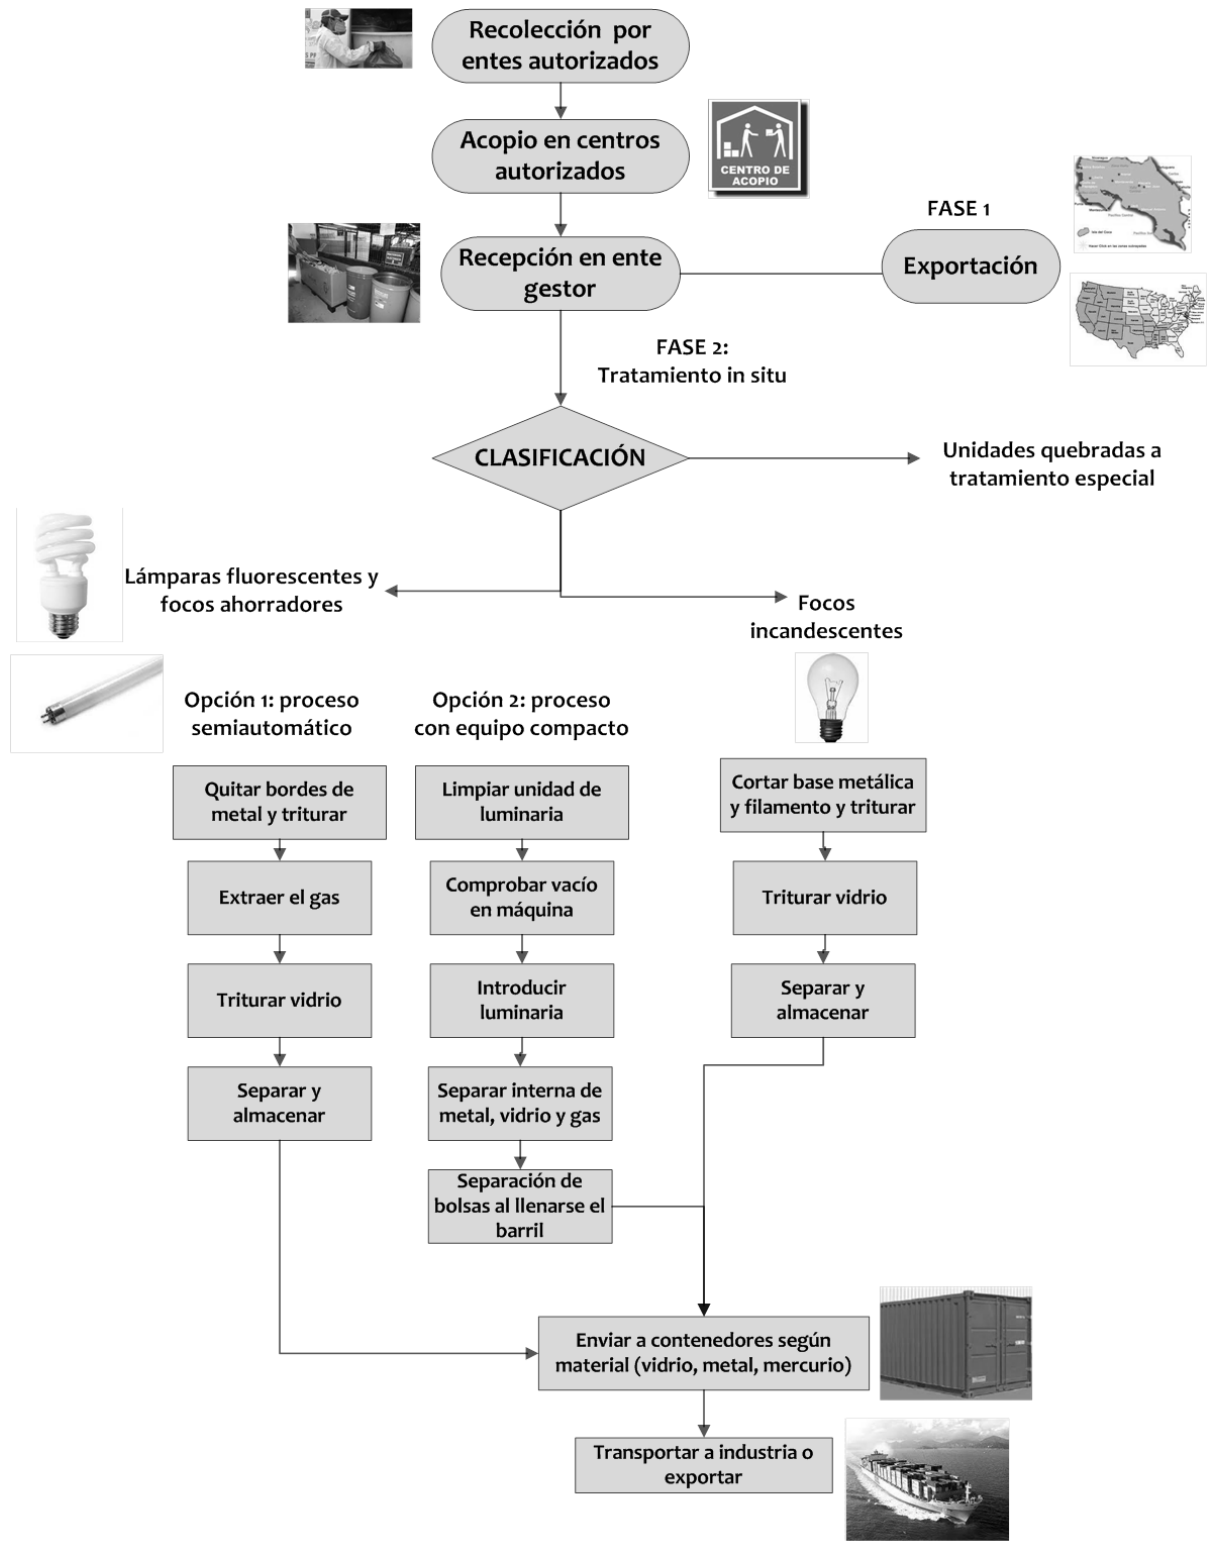 Recolección por
entes autorizados
Acopio en centros
autorizados
CENTRO DE
ACOPIO
FASE 1
Recepción en ente
gestor
Exportación
FASE 2:
Tratamiento in situ
CLASIFICACIÓN
Unidades quebradas a
tratamiento especial
Lámparas fluorescentes y
focos ahorradores
Focos
incandescentes
Opción 1: proceso
semiautomático
Opción 2: proceso
con equipo compacto
Quitar bordes de
metal y triturar
Extraer el gas
Triturar vidrio
Separar y
almacenar
Limpiar unidad de
luminaria
Comprobar vacío
en máquina
Introducir
luminaria
Separar interna de
metal, vidrio y gas
Separación de
bolsas al llenarse el
barril
Cortar base metálica
y filamento y triturar
Triturar vidrio
Separar y
almacenar
Enviar a contenedores según
material (vidrio, metal, mercurio)
Transportar a industria o
exportar